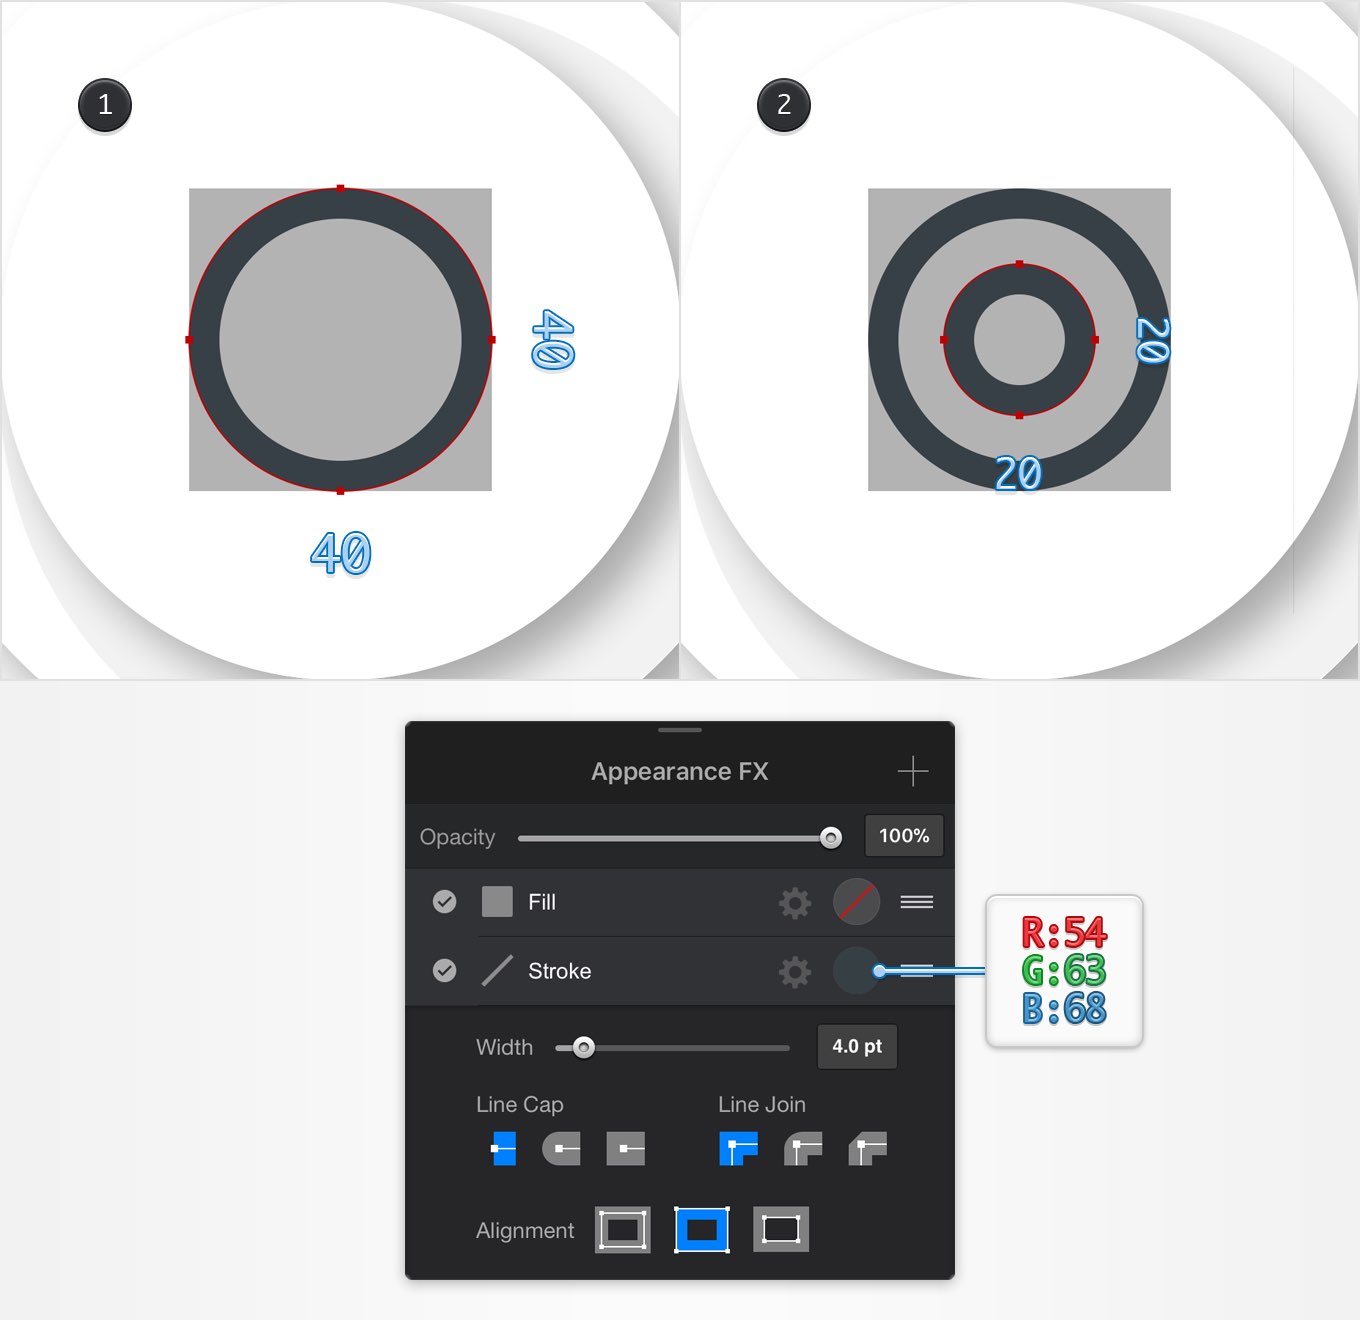 1
40
40
2
20
20
Appearance FX
Opacity
100%
Fill
Stroke
R:54
G:63
B:68
Width
4.0 pt
Line Cap
Line Join
Alignment